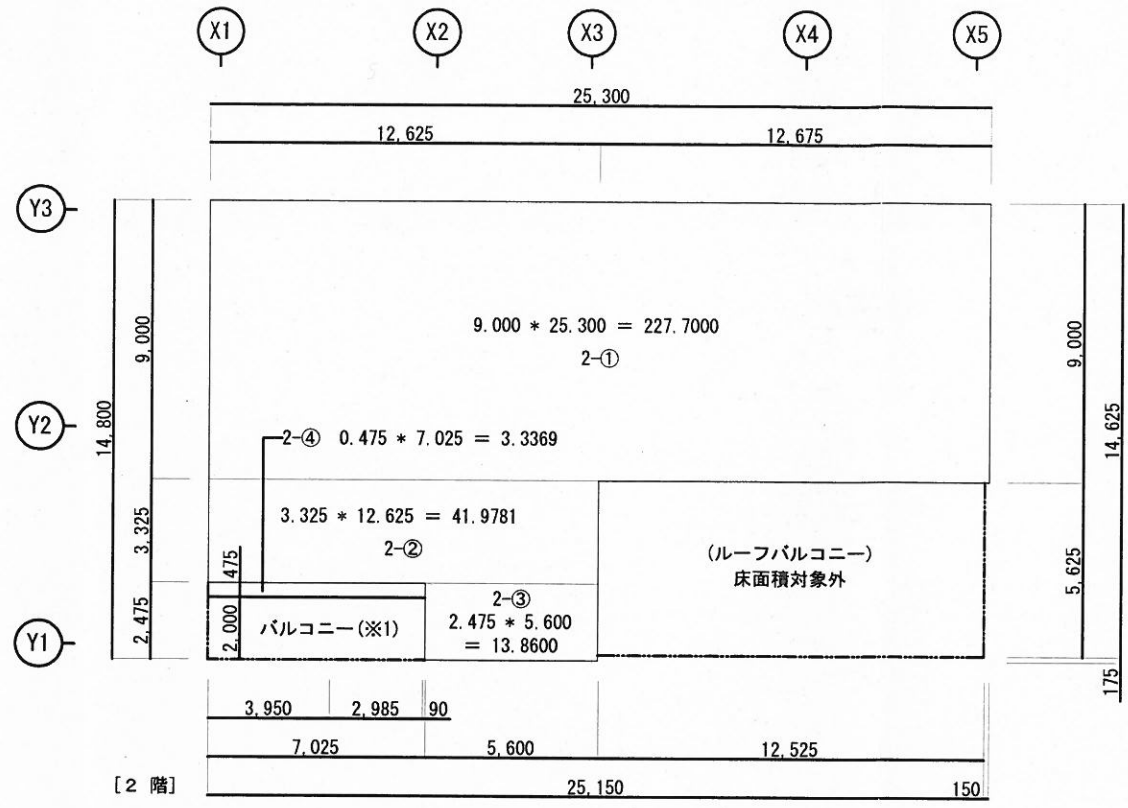 X1
X2
X3
X4
X5
25,300
12,625
12,675
Y3
9,000
9.000 * 25.300 = 227.7000
2-①
9,000
14,800
Y2
14,625
2-④ 0.475 * 7.025 = 3.3369
3.325
3.325 * 12.625 = 41.9781
2-②
475
(ルーフバルコニー)
床面積対象外
5,625
2,475
2,000
バルコニー(※1)
2-③
2.475 * 5.600
= 13.8600
Y1
175
3,950
2,985
90
7,025
5,600
12,525
[2 階]
25,150
150